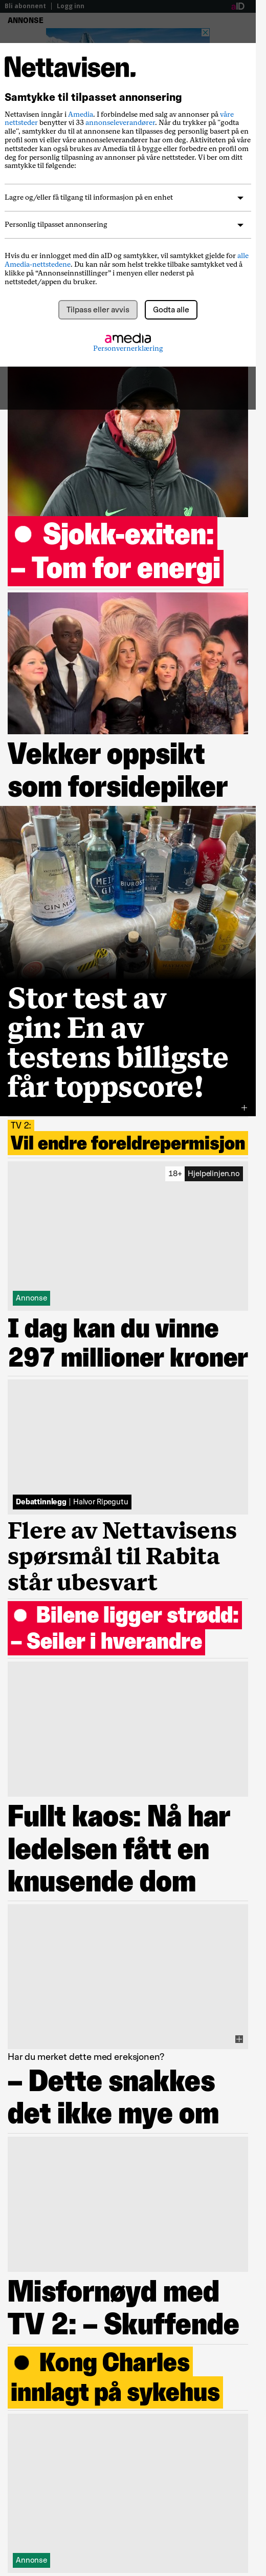 Bli abonnent | Logg inn
aID
ANNONSE
Nettavisen.
Samtykke til tilpasset annonsering
Nettavisen inngår i Amedia. I forbindelse med salg av annonser på våre
nettsteder benytter vi 33 annonseleverandører. Når du trykker på "godta
alle", samtykker du til at annonsene kan tilpasses deg personlig basert på en
profil som vi eller våre annonseleverandører har om deg. Aktiviteten på våre
nettsteder kan også brukes av Amedia til å bygge eller forbedre en profil om
deg for personlig tilpasning av annonser på våre nettsteder. Vi ber om ditt
samtykke til følgende:
Lagre og/eller få tilgang til informasjon på en enhet
Personlig tilpasset annonsering
Hvis du er innlogget med din aID og samtykker, vil samtykket gjelde for alle
Amedia-nettstedene. Du kan når som helst trekke tilbake samtykket ved å
klikke på “Annonseinnstillinger” i menyen eller nederst på
nettstedet/appen du bruker.
Tilpass eller avvis
Godta alle
amedia
Personvernerklæring
Sjokk-exiten:
– Tom for energi
Vekker oppsikt
som forsidepiker
Stor test av
gin: En av
testens billigste
får toppscore!
TV 2:
Vil endre foreldrepermisjon
18+ Hjelpelinjen.no
Annonse
I dag kan du vinne
297 millioner kroner
Debattinnlegg | Halvor Ripegutu
Flere av Nettavisens
spørsmål til Rabita
står ubesvart
Bilene ligger strødd:
– Seiler i hverandre
Fullt kaos: Nå har
ledelsen fått en
knusende dom
Har du merket dette med ereksjonen?
– Dette snakkes
det ikke mye om
Misfornøyd med
TV 2: – Skuffende
Kong Charles
innlagt på sykehus
Annonse